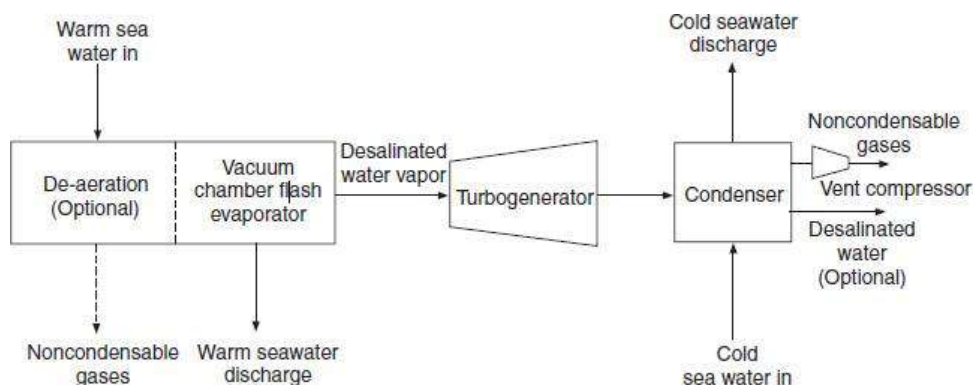 Warm sea
water in
Cold seawater
discharge
De-aeration
(Optional)
Vacuum
chamber flash
evaporator
Desalinated
water vapor
Turbogenerator
Condenser
Noncondensable
gases
Vent compressor
Desalinated
water
(Optional)
Noncondensable
gases
Warm seawater
discharge
Cold
sea water in